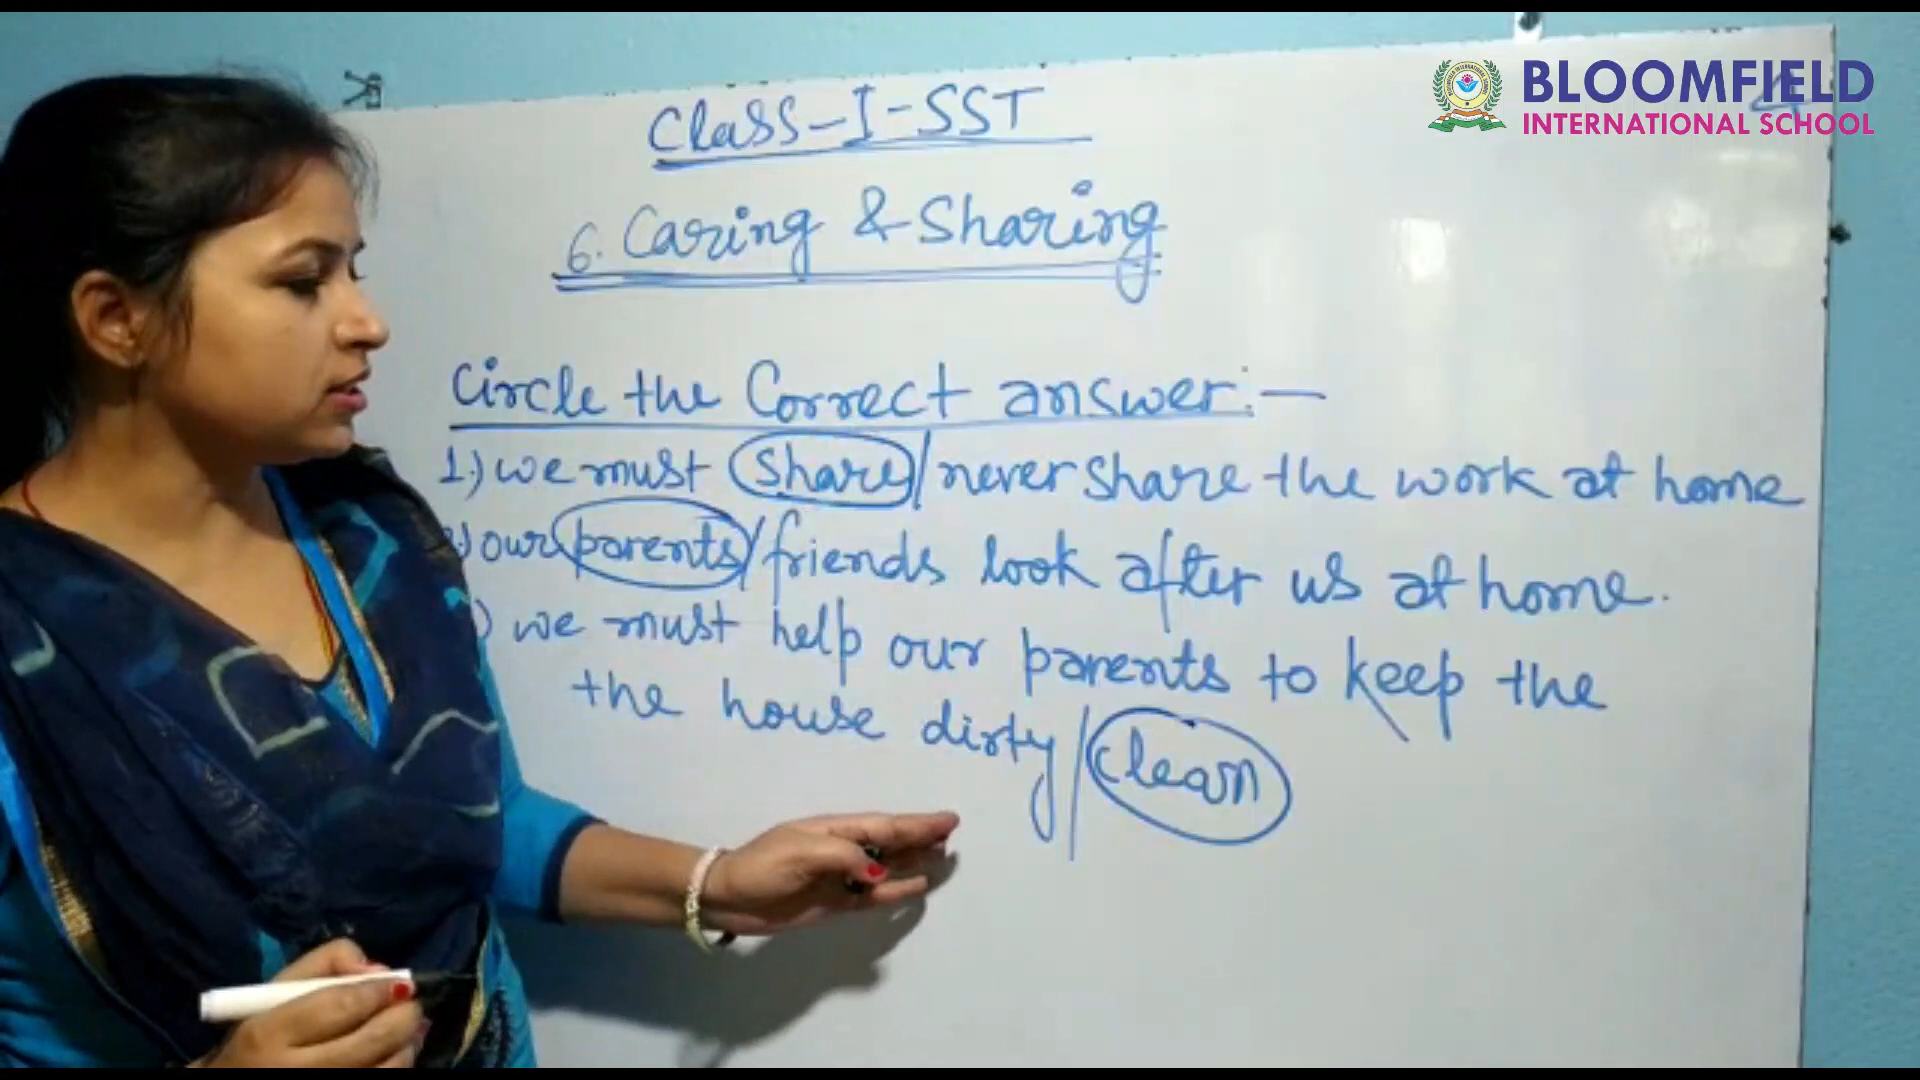 BLOOMFIELD
INTERNATIONAL SCHOOL
Class-I-SST
6. Caring & Sharing
Circle the Correct answer:-
1.) we must share/never share the work at home
) our parents/friends look after us at home.
) we must help our parents to keep the
the house dirty/clean